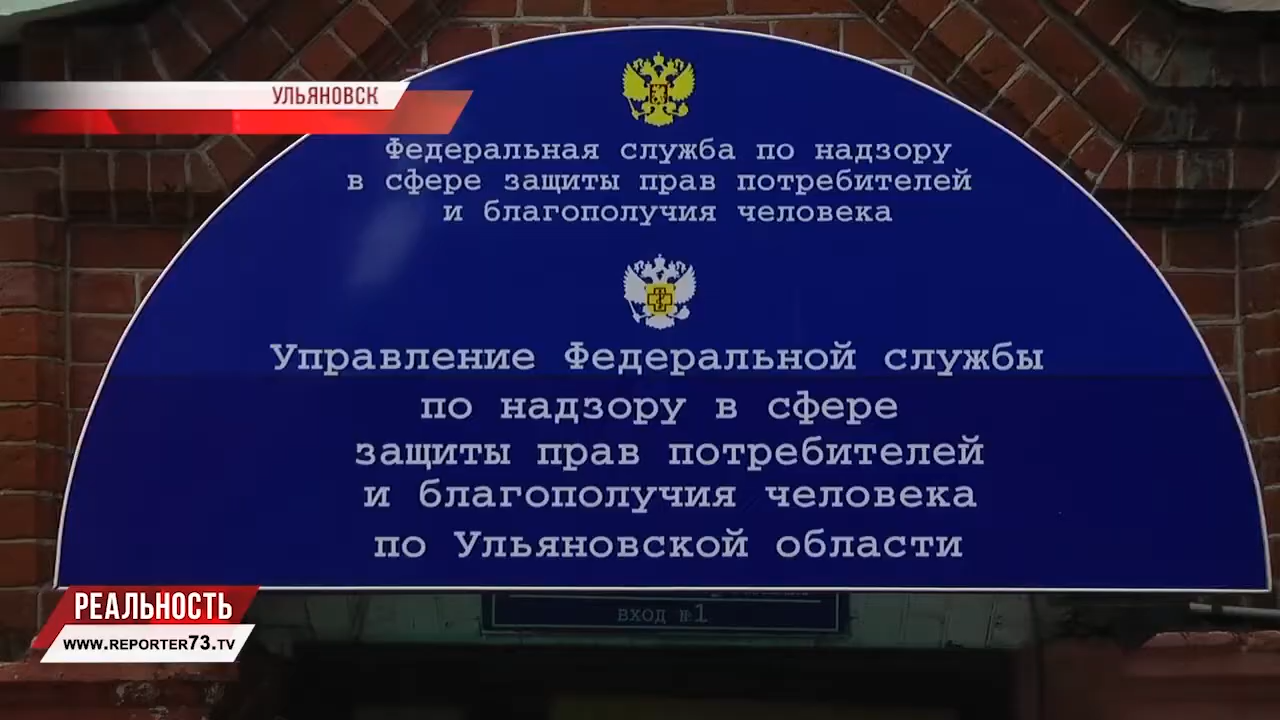 УЛЬЯНОВСК
Федеральная служба по надзору
в сфере защиты прав потребителей
и благополучия человека
Управление Федеральной службы
по надзору в сфере
защиты прав потребителей
и благополучия человека
по Ульяновской области
ВХОД №1
РЕАЛЬНОСТЬ
WWW.REPORTER73.TV